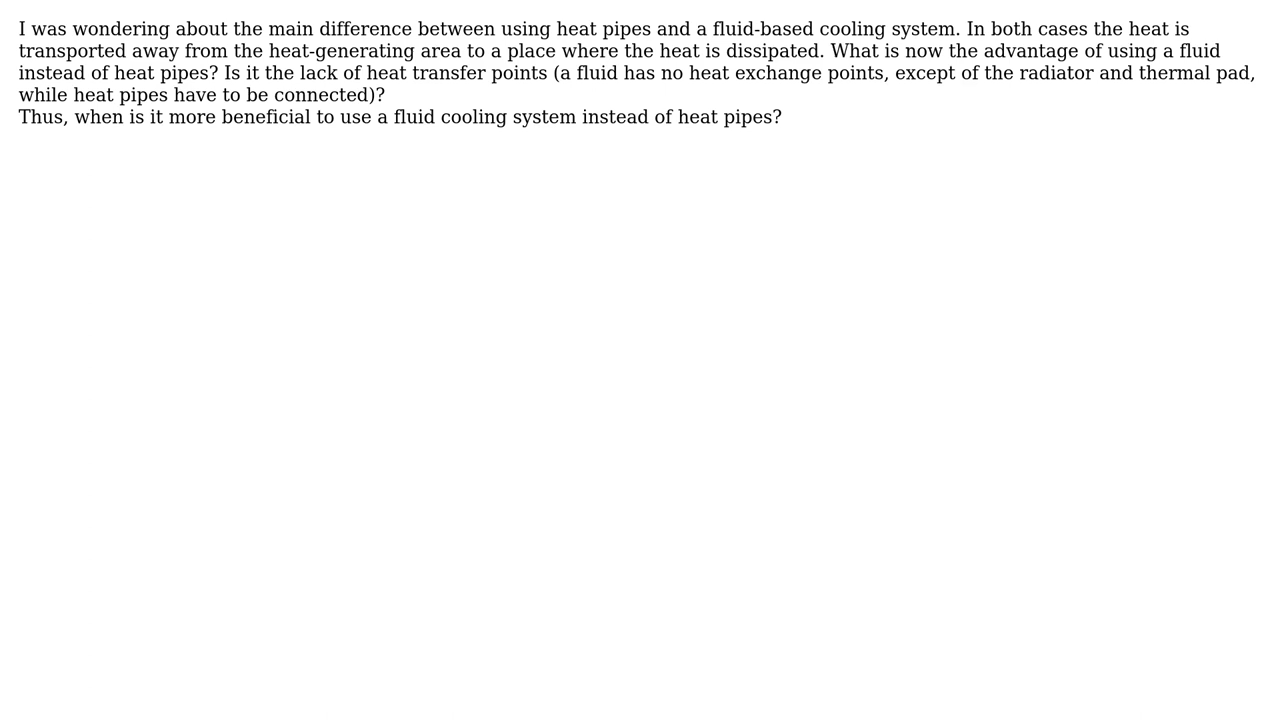 I was wondering about the main difference between using heat pipes and a fluid-based cooling system. In both cases the heat is
transported away from the heat-generating area to a place where the heat is dissipated. What is now the advantage of using a fluid
instead of heat pipes? Is it the lack of heat transfer points (a fluid has no heat exchange points, except of the radiator and thermal pad,
while heat pipes have to be connected)?
Thus, when is it more beneficial to use a fluid cooling system instead of heat pipes?